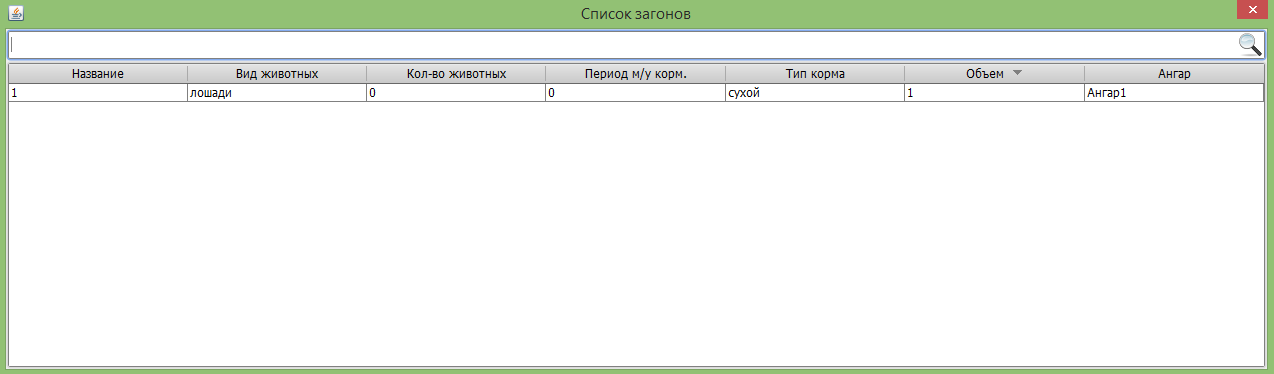 Список загонов
Название Вид животных Кол-во животных Период м/у корм. Тип корма Объем Ангар
1 лошади 0 0 сухой 1 Ангар1